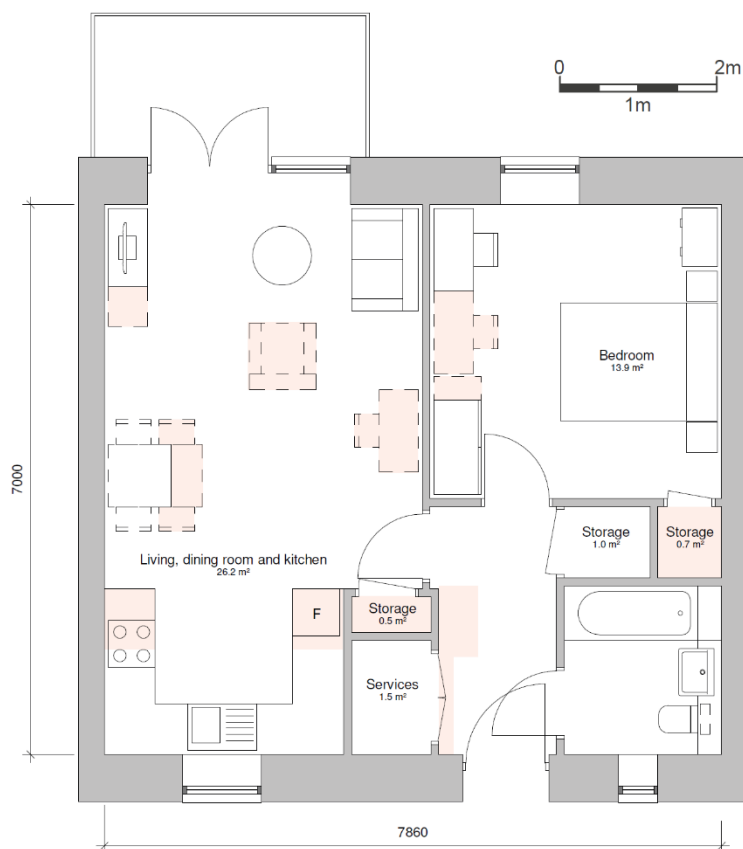 0
2m
1m
Bedroom
13.9 m²
7000
Storage
1.0 m²
Storage
0.7 m²
Living, dining room and kitchen
26.2 m²
Storage
0.5 m²
F
Services
1.5 m²
7860